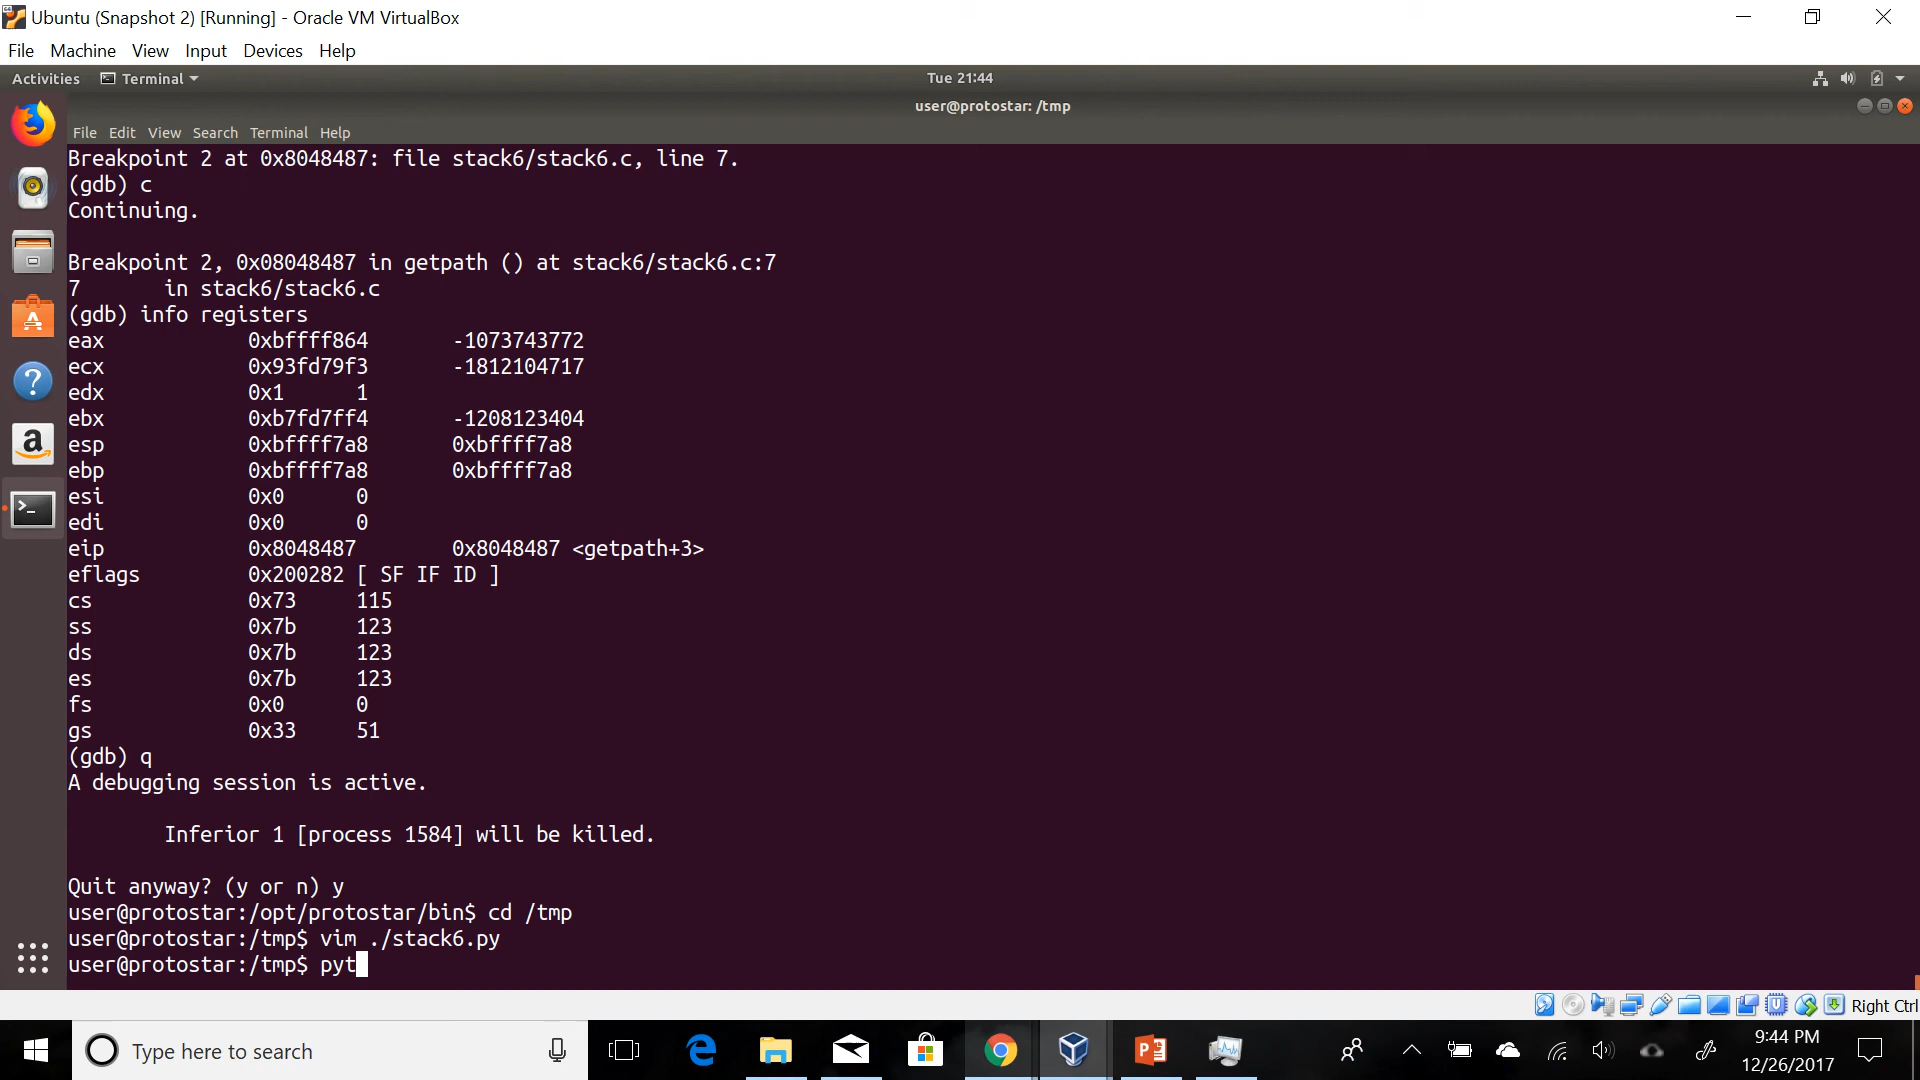 Ubuntu (Snapshot 2) [Running] - Oracle VM VirtualBox
File Machine View Input Devices Help
Activities Terminal Tue 21:44
user@protostar: /tmp
File Edit View Search Terminal Help
Breakpoint 2 at 0x8048487: file stack6/stack6.c, line 7.
(gdb) c
Continuing.
Breakpoint 2, 0x08048487 in getpath () at stack6/stack6.c:7
7 in stack6/stack6.c
(gdb) info registers
eax 0xbffff864 -1073743772
ecx 0x93fd79f3 -1812104717
edx 0x1 1
ebx 0xb7fd7ff4 -1208123404
esp 0xbffff7a8 0xbffff7a8
ebp 0xbffff7a8 0xbffff7a8
esi 0x0 0
edi 0x0 0
eip 0x8048487 0x8048487 <getpath+3>
eflags 0x200282 [ SF IF ID ]
cs 0x73 115
ss 0x7b 123
ds 0x7b 123
es 0x7b 123
fs 0x0 0
gs 0x33 51
(gdb) q
A debugging session is active.
Inferior 1 [process 1584] will be killed.
Quit anyway? (y or n) y
user@protostar:/opt/protostar/bin$ cd /tmp
user@protostar:/tmp$ vim ./stack6.py
user@protostar:/tmp$ pyt
Right Ctrl
Type here to search
9:44 PM
12/26/2017